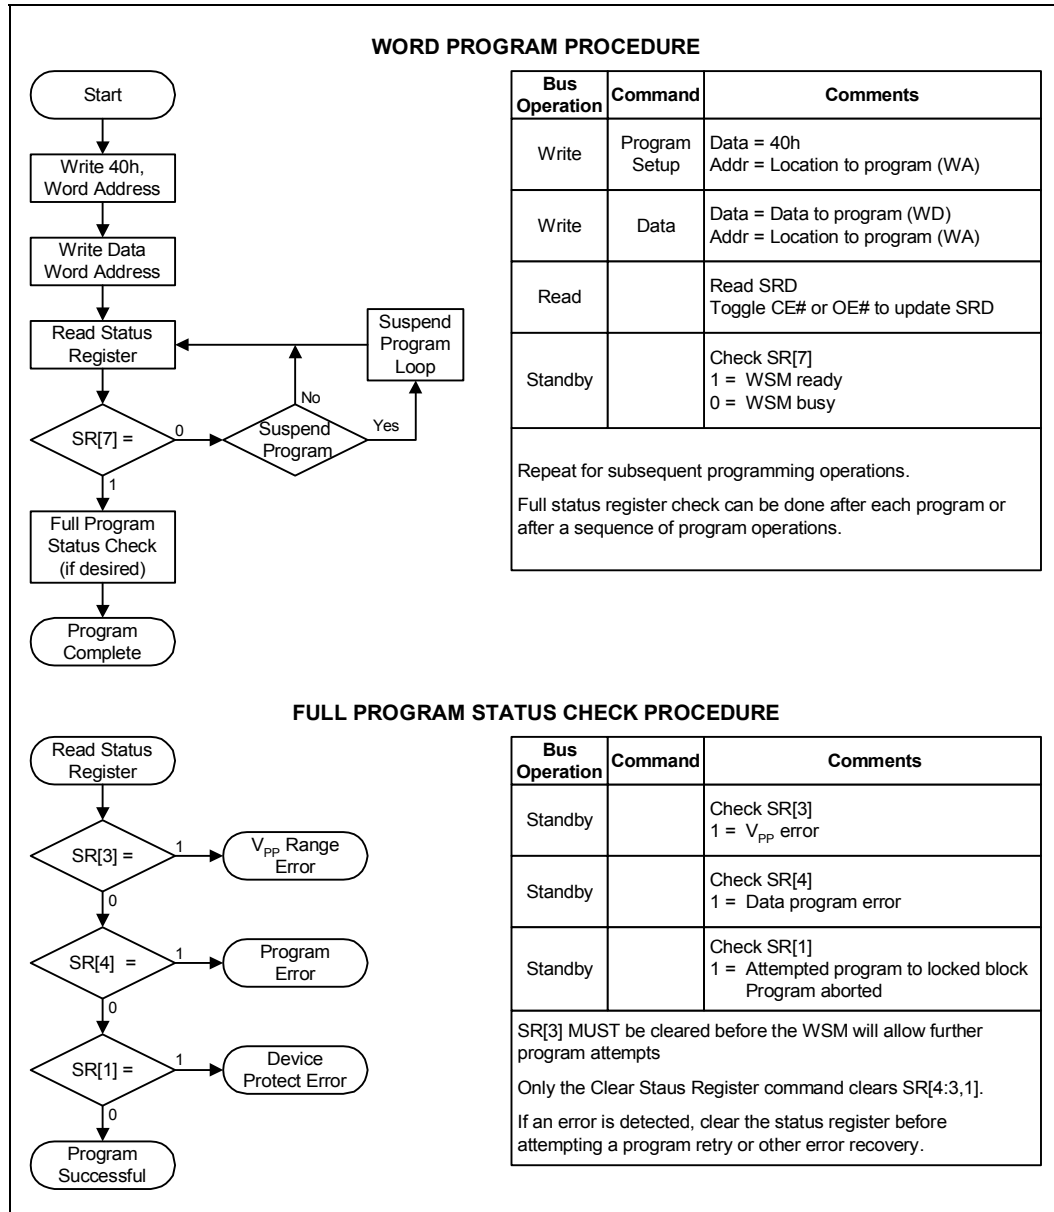 WORD PROGRAM PROCEDURE
Start
Write 40h,
Word Address
Write Data
Word Address
Read Status
Register
Suspend
Program
Loop
No
SR[7] =
0
Suspend
Program
Yes
1
Full Program
Status Check
(if desired)
Program
Complete
Bus
Operation
Command
Comments
Write
Program
Setup
Data = 40h
Addr = Location to program (WA)
Write
Data
Data = Data to program (WD)
Addr = Location to program (WA)
Read
Read SRD
Toggle CE# or OE# to update SRD
Standby
Check SR[7]
1 = WSM ready
0 = WSM busy
Repeat for subsequent programming operations.
Full status register check can be done after each program or
after a sequence of program operations.
FULL PROGRAM STATUS CHECK PROCEDURE
Read Status
Register
SR[3] =
1
VPP Range
Error
0
SR[4] =
1
Program
Error
0
SR[1] =
1
Device
Protect Error
0
Program
Successful
Bus
Operation
Command
Comments
Standby
Check SR[3]
1 = VPP error
Standby
Check SR[4]
1 = Data program error
Standby
Check SR[1]
1 = Attempted program to locked block
Program aborted
SR[3] MUST be cleared before the WSM will allow further
program attempts
Only the Clear Staus Register command clears SR[4:3,1].
If an error is detected, clear the status register before
attempting a program retry or other error recovery.